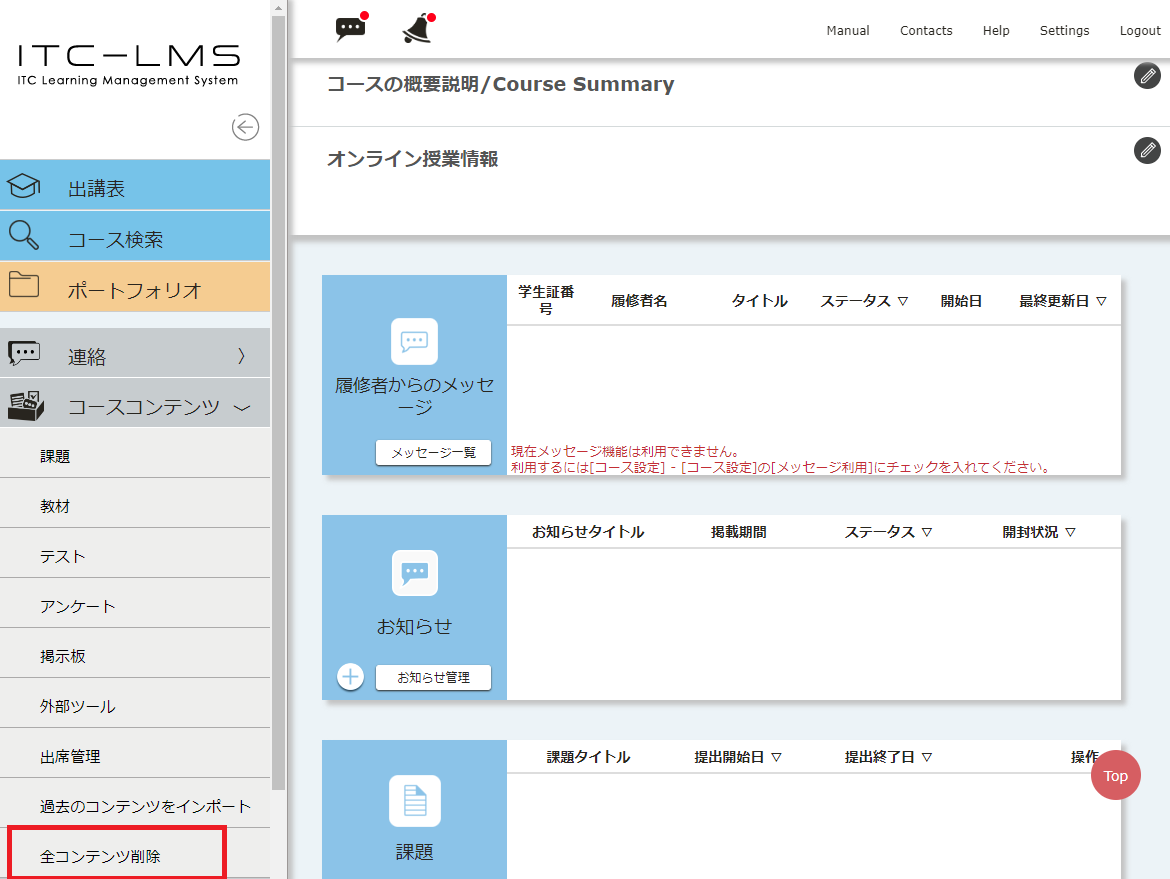 ITC-LMS
ITC Learning Management System
出講表
コース検索
ポートフォリオ
連絡
コースコンテンツ
課題
教材
テスト
アンケート
掲示板
外部ツール
出席管理
過去のコンテンツをインポート
全コンテンツ削除
Manual Contacts Help Settings Logout
コースの概要説明/Course Summary
オンライン授業情報
履修者からのメッセ
ージ
メッセージ一覧
学生証番
号
履修者名 タイトル ステータス ▽ 開始日 最終更新日 ▽
現在メッセージ機能は利用できません。
利用するには[コース設定] - [コース設定]の[メッセージ利用]にチェックを入れてください。
お知らせ
お知らせ管理
お知らせタイトル 掲載期間 ステータス ▽ 開封状況 ▽
課題
課題タイトル 提出開始日 ▽ 提出終了日 ▽ 操作
Top